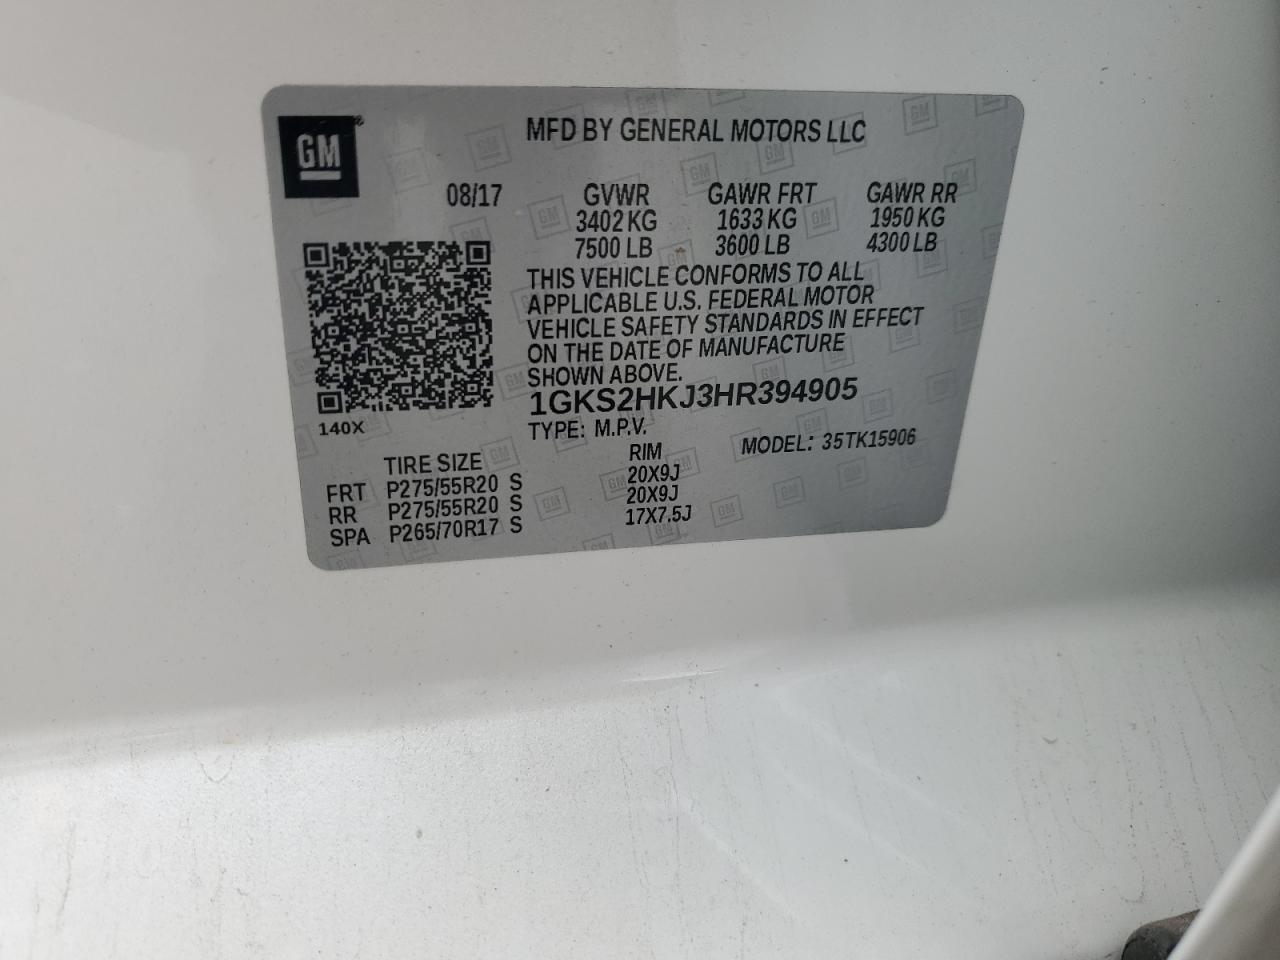 GM
MFD BY GENERAL MOTORS LLC
08/17 GVWR GAWR FRT GAWR RR
3402 KG 1633 KG 1950 KG
7500 LB 3600 LB 4300 LB
THIS VEHICLE CONFORMS TO ALL
APPLICABLE U.S. FEDERAL MOTOR
VEHICLE SAFETY STANDARDS IN EFFECT
ON THE DATE OF MANUFACTURE
SHOWN ABOVE.
1GKS2HKJ3HR394905
140X
TYPE: M.P.V. MODEL: 35TK15906
TIRE SIZE RIM
FRT P275/55R20 S 20X9J
RR P275/55R20 S 20X9J
SPA P265/70R17 S 17X7.5J